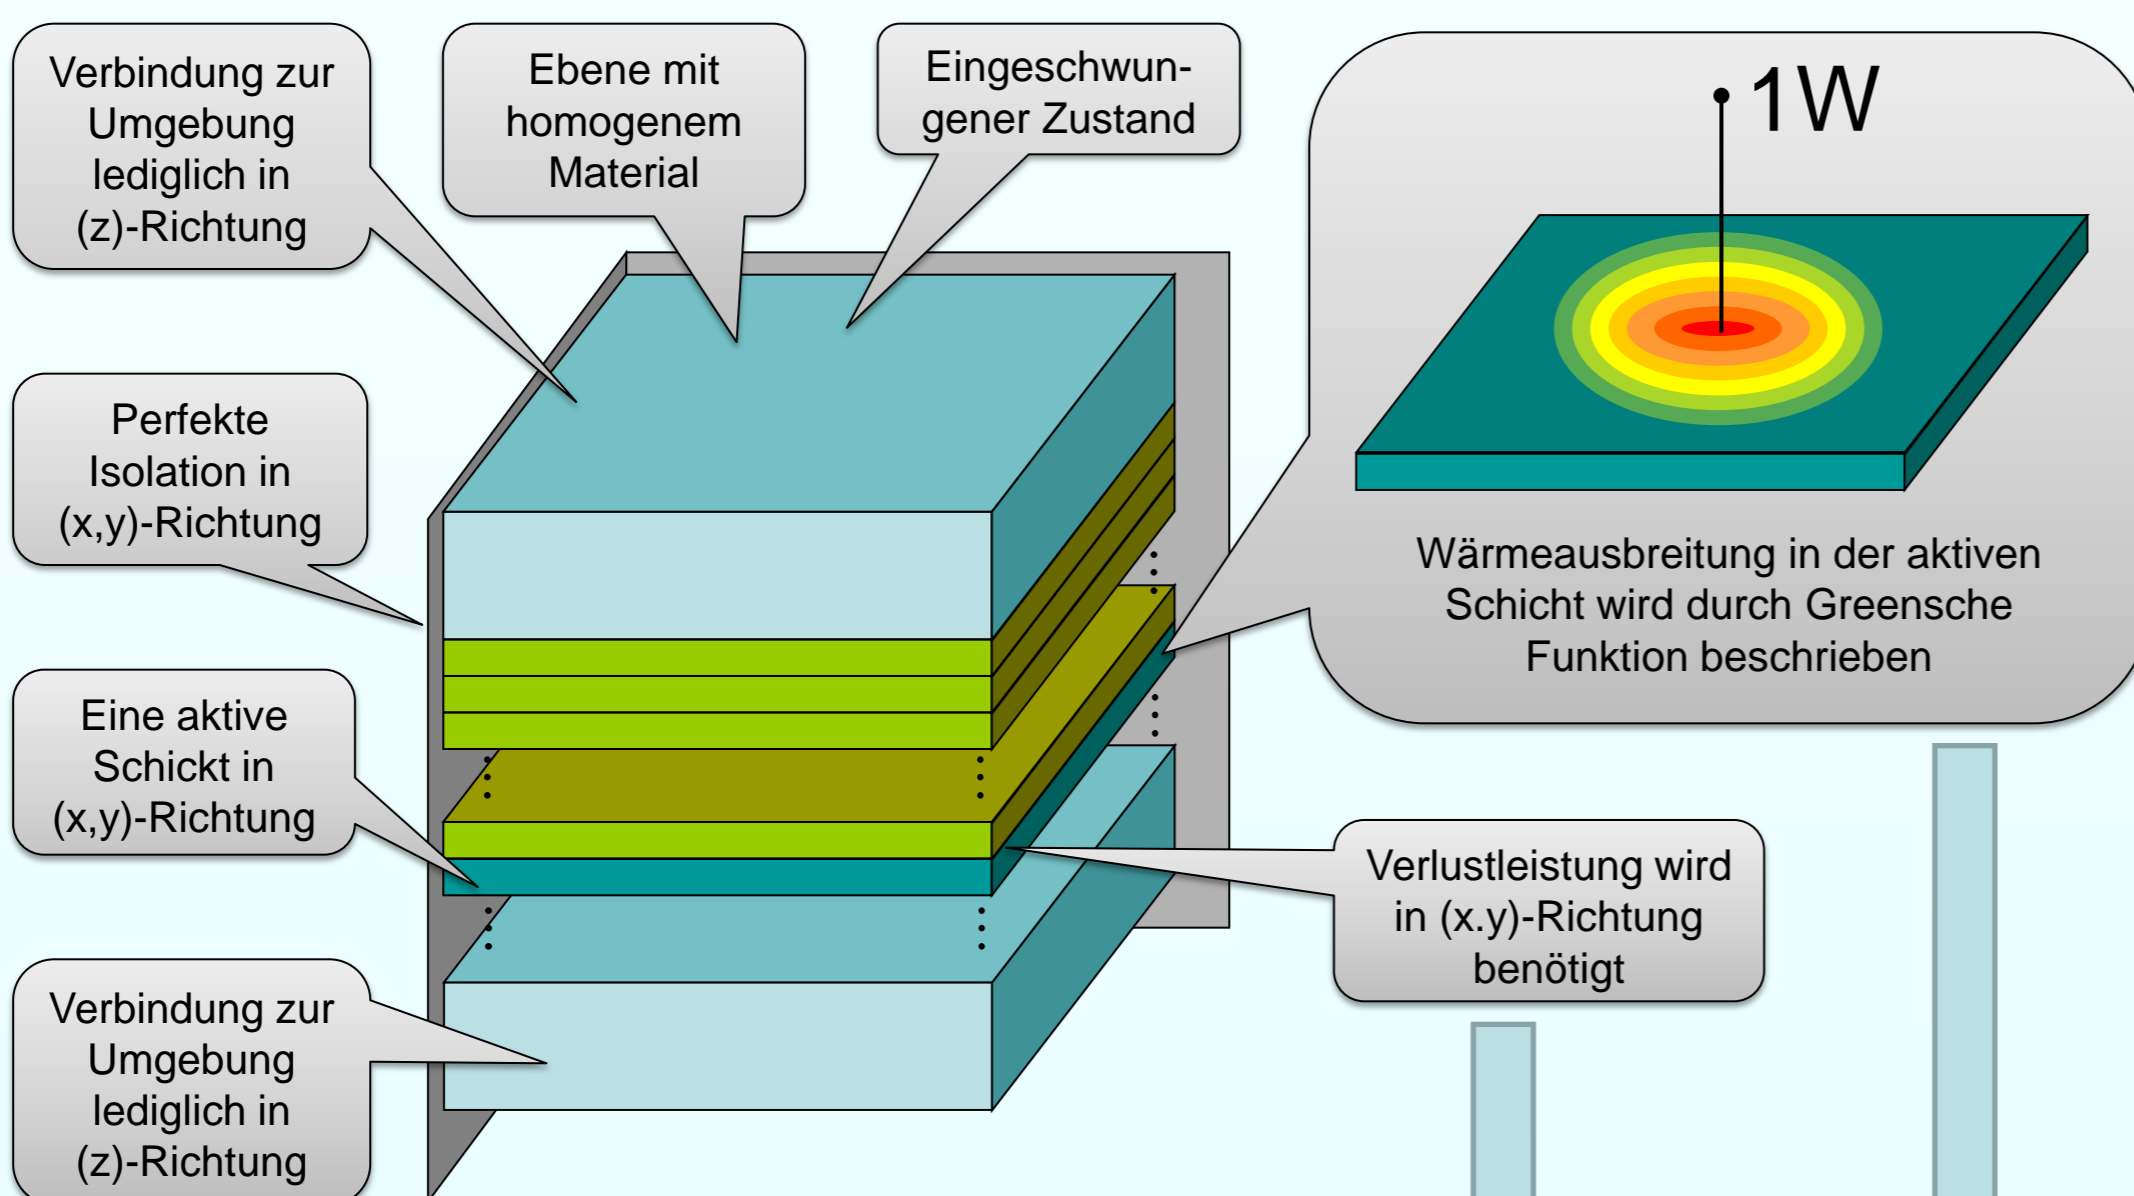 Verbindung zur
Umgebung
lediglich in
(z)-Richtung
Ebene mit
homogenem
Material
Eingeschwun-
gener Zustand
1W
Wärmeausbreitung in der aktiven
Schicht wird durch Greensche
Funktion beschrieben
Perfekte
Isolation in
(x,y)-Richtung
Eine aktive
Schickt in
(x,y)-Richtung
Verlustleistung wird
in (x.y)-Richtung
benötigt
Verbindung zur
Umgebung
lediglich in
(z)-Richtung